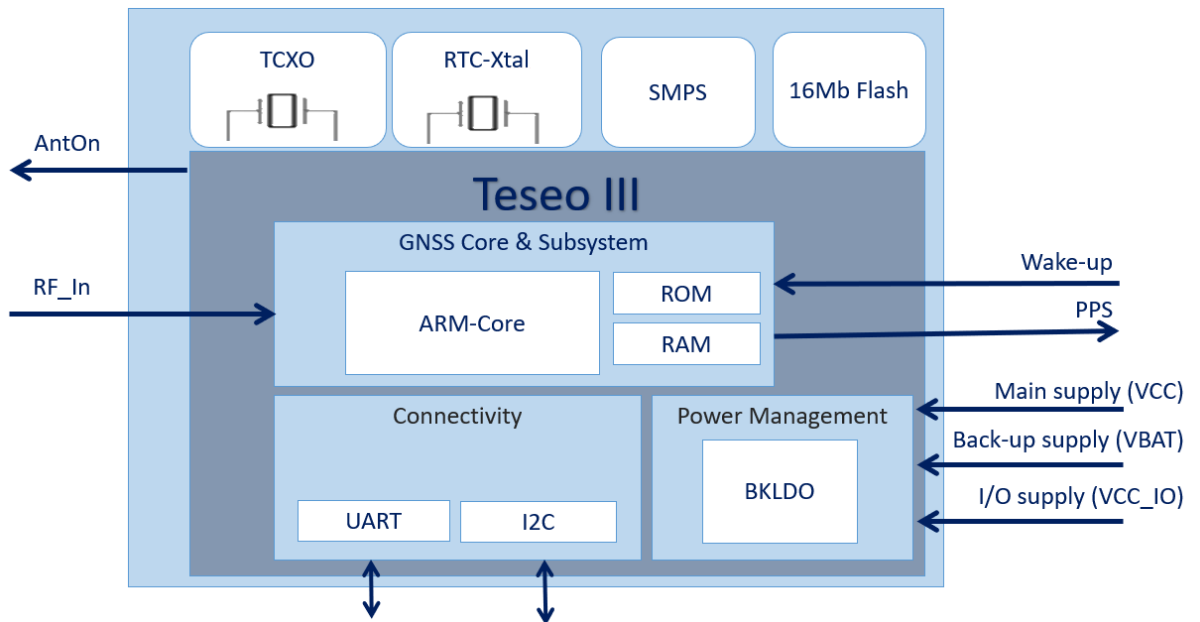 TCXO
RTC-Xtal
SMPS
16Mb Flash
AntOn
Teseo III
GNSS Core & Subsystem
RF_In
Wake-up
ROM
ARM-Core
PPS
RAM
Main supply (VCC)
Connectivity
Power Management
Back-up supply (VBAT)
BKLDO
I/O supply (VCC_IO)
UART
I2C